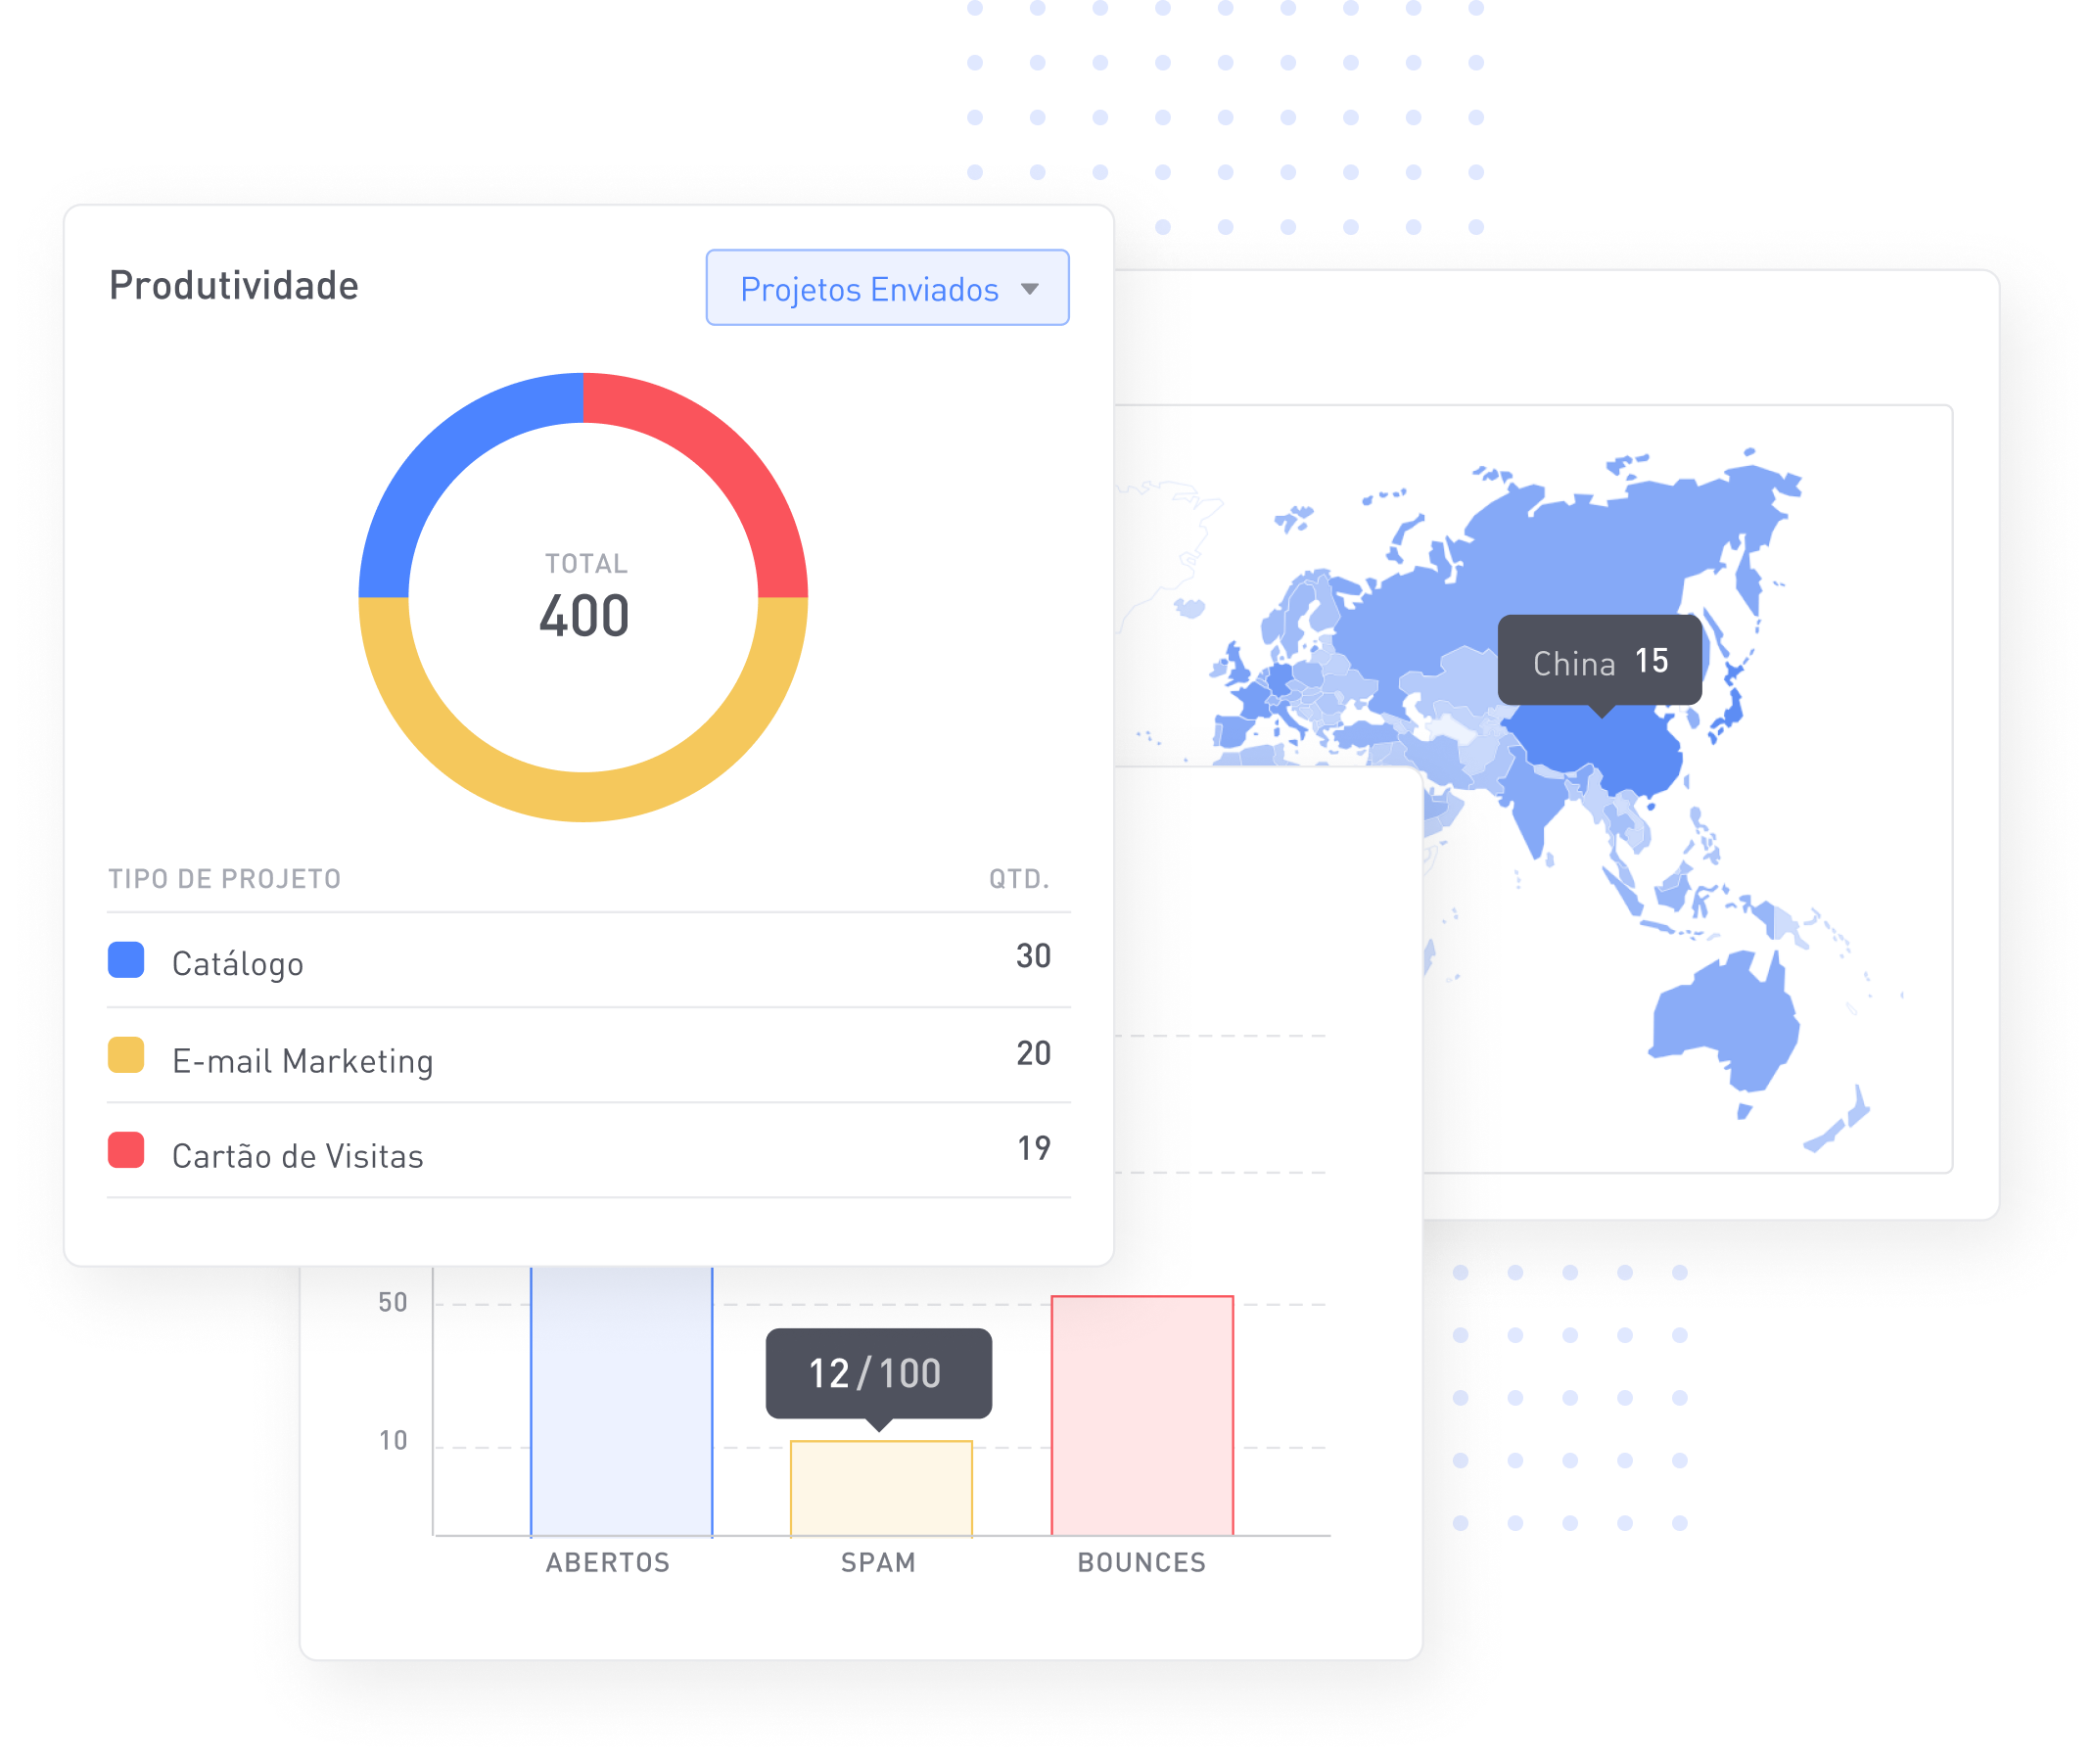 Produtividade
Projetos Enviados
TOTAL
400
TIPO DE PROJETO QTD.
Catálogo 30
E-mail Marketing 20
Cartão de Visitas 19
China 15
50
12/100
10
ABERTOS SPAM BOUNCES